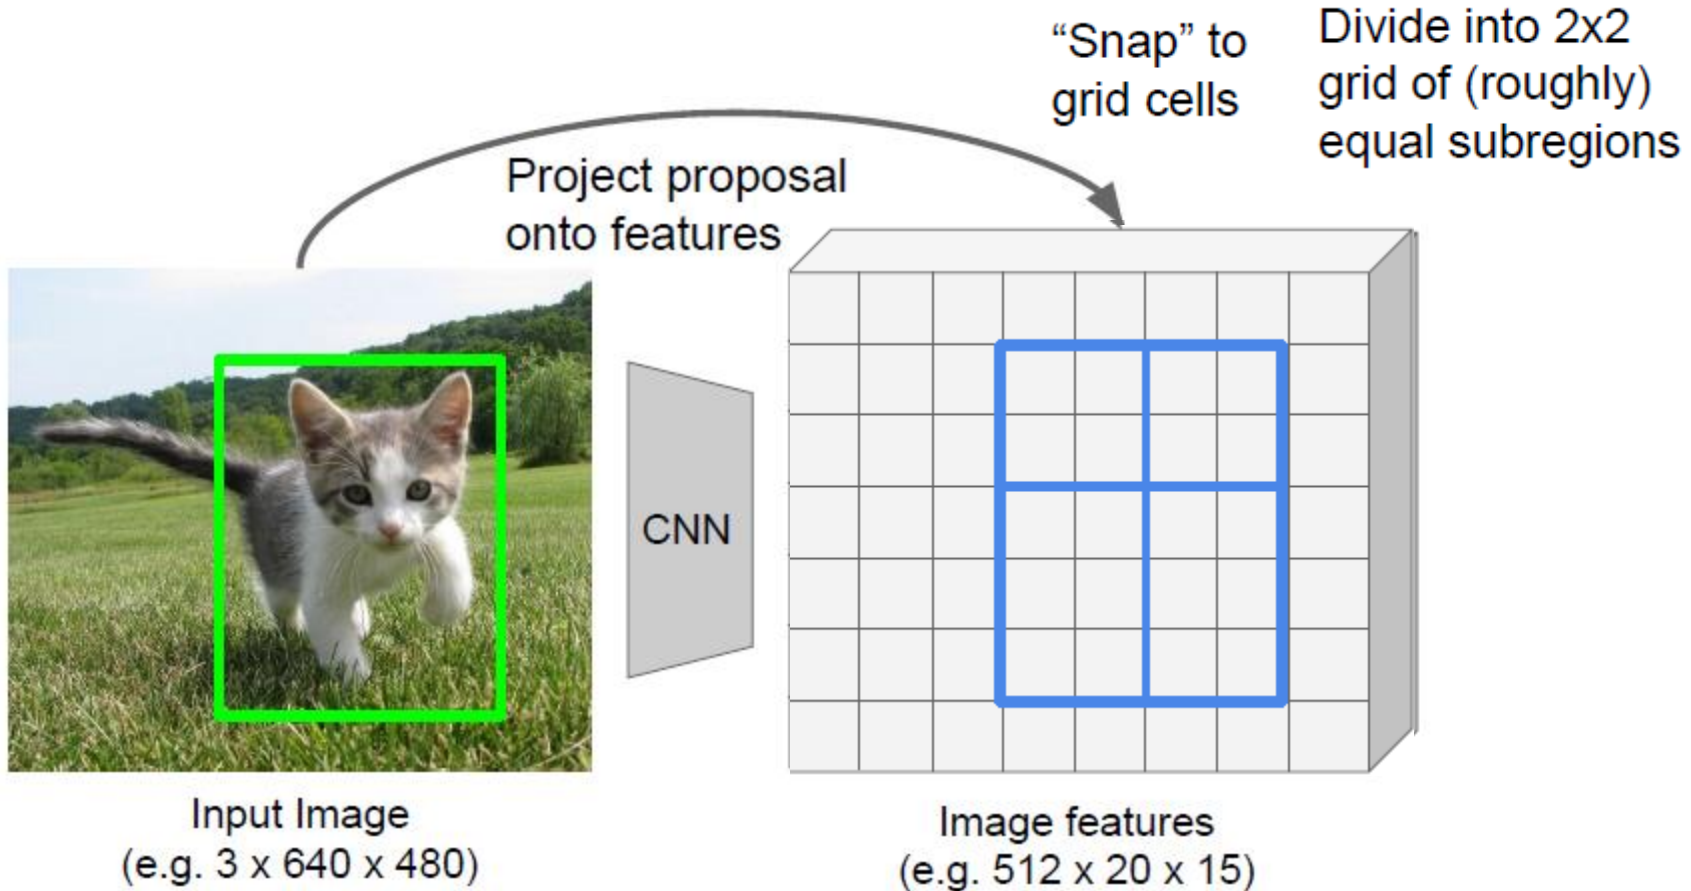 “Snap” to
grid cells
Divide into 2x2
grid of (roughly)
equal subregions
Project proposal
onto features
CNN
Input Image
(e.g. 3 x 640 x 480)
Image features
(e.g. 512 x 20 x 15)